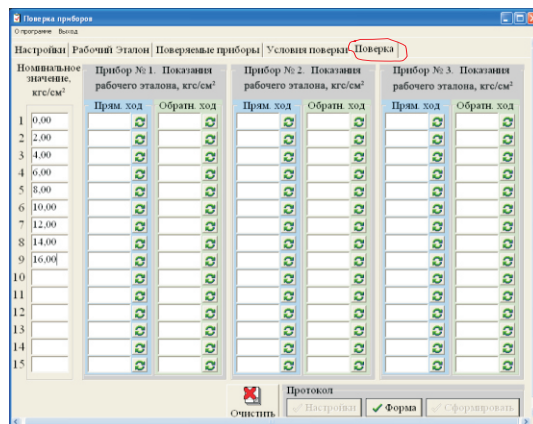 Поверка приборов
О программе Выход
Настройки Рабочий Эталон Поверяемые приборы Условия поверки Поверка
Номинальное значение, кгс/см²
Прибор № 1. Показания рабочего эталона, кгс/см²
Прибор № 2. Показания рабочего эталона, кгс/см²
Прибор № 3. Показания рабочего эталона, кгс/см²
Прям. ход Обратн. ход Прям. ход Обратн. ход Прям. ход Обратн. ход
1 0,00
2 2,00
3 4,00
4 6,00
5 8,00
6 10,00
7 12,00
8 14,00
9 16,00
10
11
12
13
14
15
Протокол
Очистить Настройки Форма Сформировать